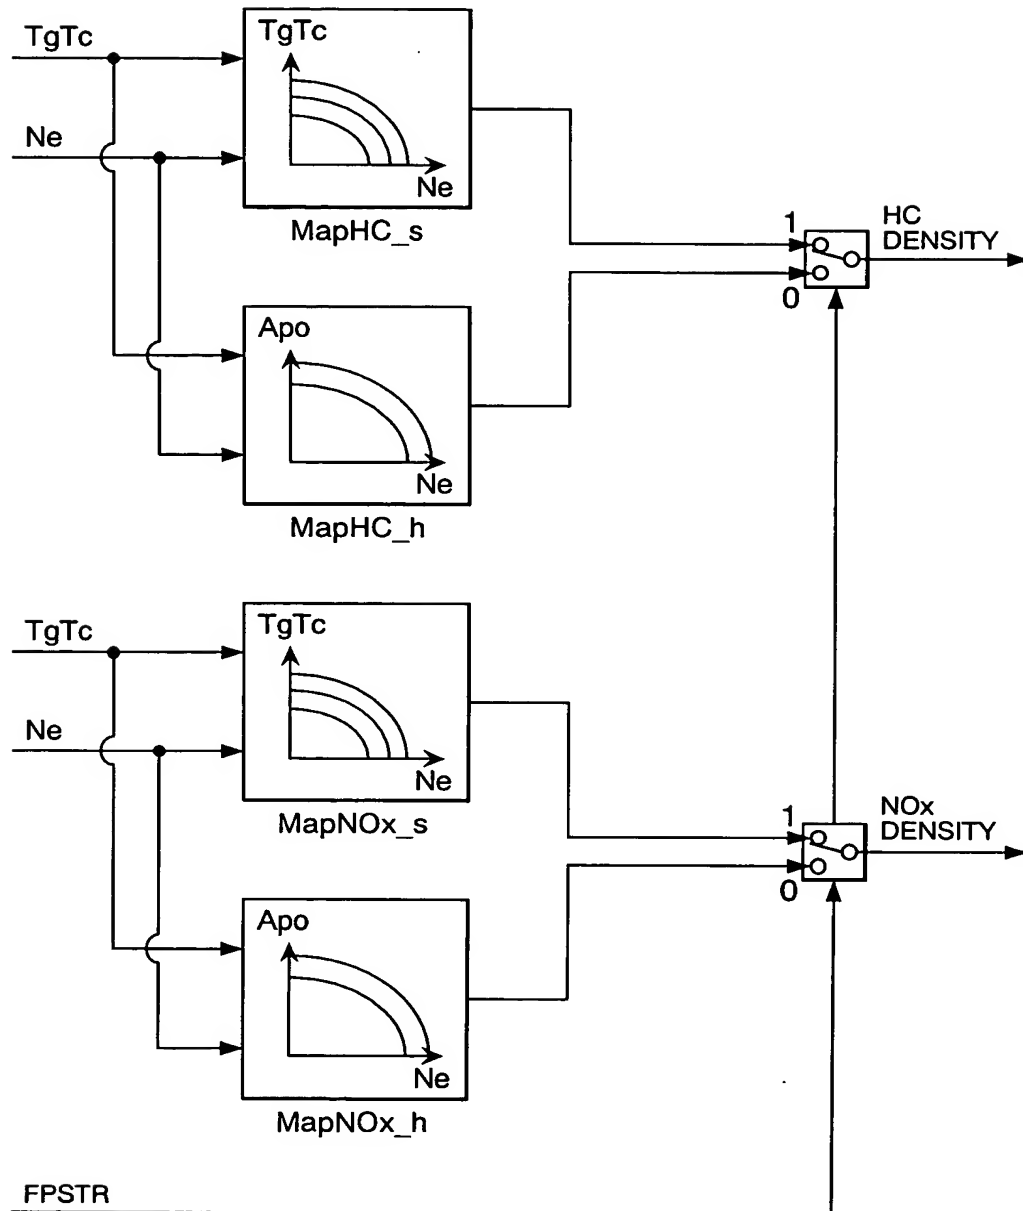 TgTc
TgTc
Ne
Ne
MapHC_s
1
HC
DENSITY
0
Apo
Ne
MapHC_h
TgTc
TgTc
Ne
Ne
MapNOx_s
1
NOx
DENSITY
0
Apo
Ne
MapNOx_h
FPSTR